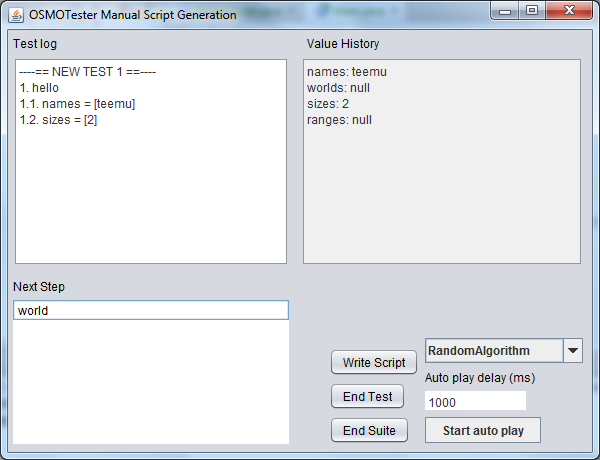 OSMOTester Manual Script Generation
Test log
----== NEW TEST 1 ==----
1. hello
1.1. names = [teemu]
1.2. sizes = [2]
Value History
names: teemu
worlds: null
sizes: 2
ranges: null
Next Step
world
Write Script
End Test
End Suite
RandomAlgorithm
Auto play delay (ms)
1000
Start auto play